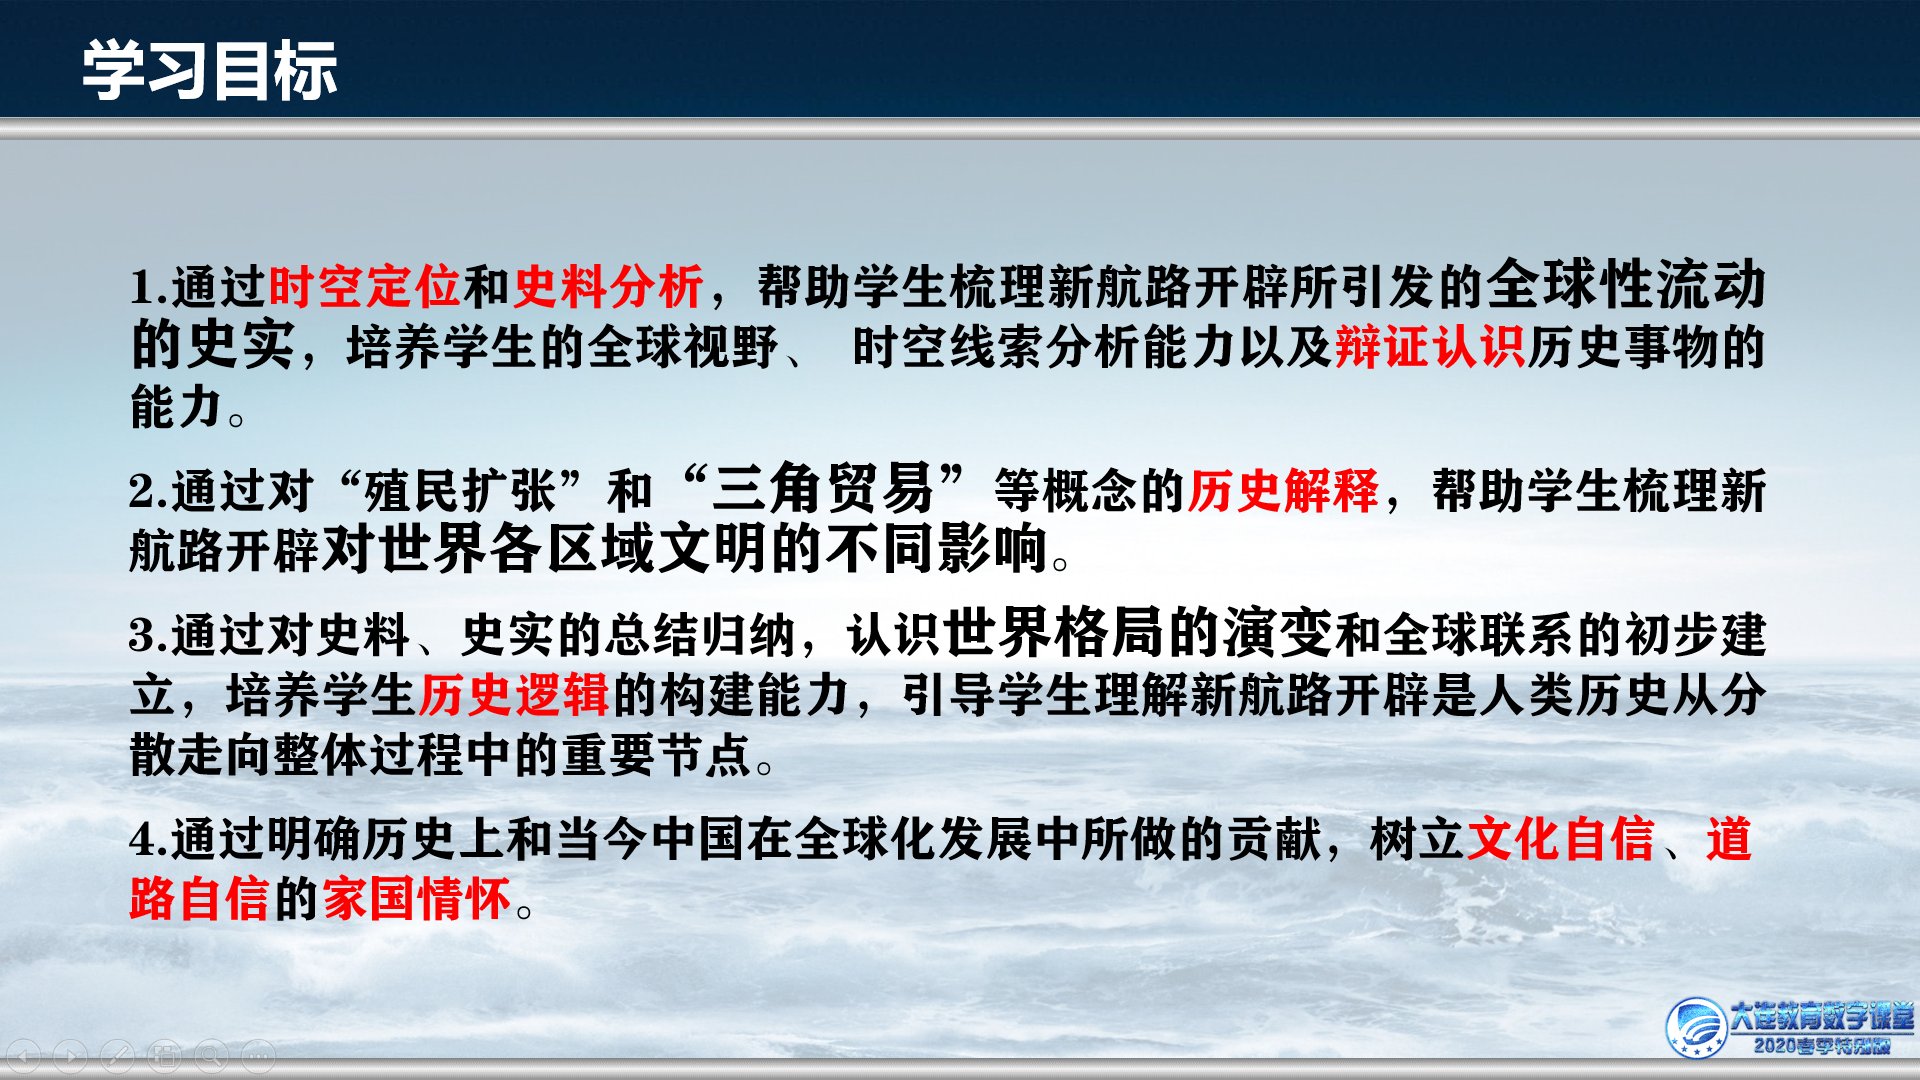 学习目标
1.通过时空定位和史料分析，帮助学生梳理新航路开辟所引发的全球性流动
的史实，培养学生的全球视野、 时空线索分析能力以及辩证认识历史事物的
能力。
2.通过对“殖民扩张”和“三角贸易”等概念的历史解释，帮助学生梳理新
航路开辟对世界各区域文明的不同影响。
3.通过对史料、史实的总结归纳，认识世界格局的演变和全球联系的初步建
立，培养学生历史逻辑的构建能力，引导学生理解新航路开辟是人类历史从分
散走向整体过程中的重要节点。
4.通过明确历史上和当今中国在全球化发展中所做的贡献，树立文化自信、道
路自信的家国情怀。
大连教育数字课堂
2020春季特别版